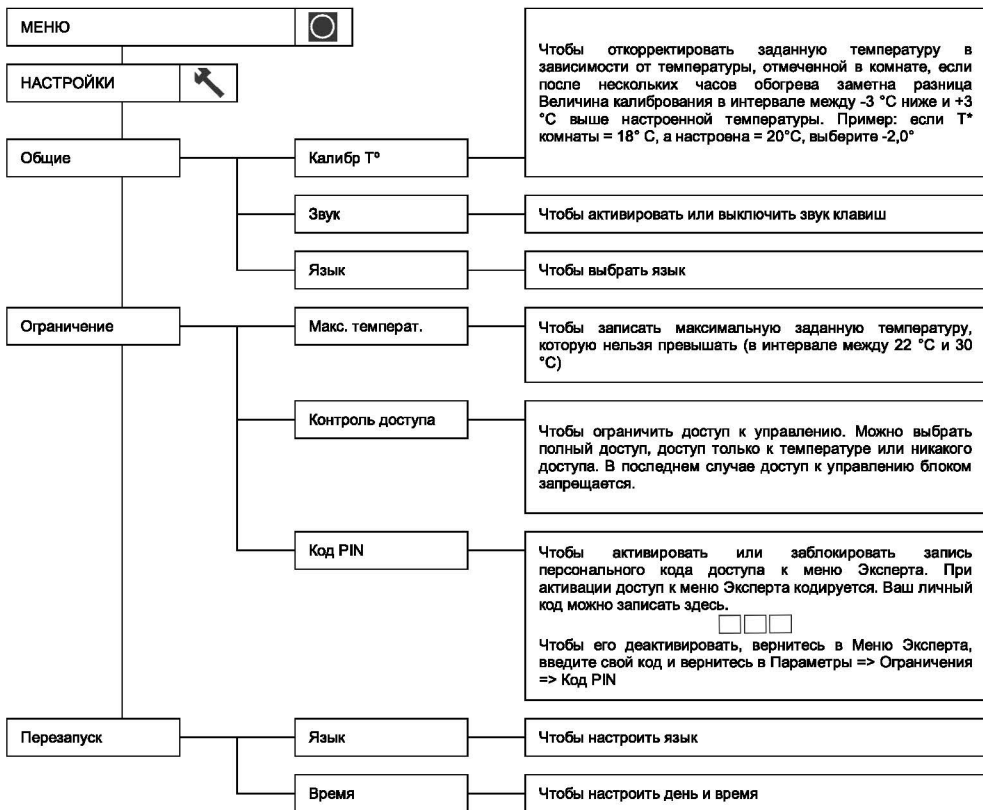 МЕНЮ
НАСТРОЙКИ
Чтобы откорректировать заданную температуру в
зависимости от температуры, отмеченной в комнате, если
после нескольких часов обогрева заметна разница
Величина калибрования в интервале между -3 °C ниже и +3
°C выше настроенной температуры. Пример: если T*
комнаты = 18° C, а настроена = 20°C, выберите -2,0°
Общие
Калибр Tº
Звук
Чтобы активировать или выключить звук клавиш
Язык
Чтобы выбрать язык
Ограничение
Макс. температ.
Чтобы записать максимальную заданную температуру,
которую нельзя превышать (в интервале между 22 °C и 30
°C)
Контроль доступа
Чтобы ограничить доступ к управлению. Можно выбрать
полный доступ, доступ только к температуре или никакого
доступа. В последнем случае доступ к управлению блоком
запрещается.
Код PIN
Чтобы активировать или заблокировать запись
персонального кода доступа к меню Эксперта. При
активации доступ к меню Эксперта кодируется. Ваш личный
код можно записать здесь.
Чтобы его деактивировать, вернитесь в Меню Эксперта,
введите свой код и вернитесь в Параметры => Ограничения
=> Код PIN
Перезапуск
Язык
Чтобы настроить язык
Время
Чтобы настроить день и время